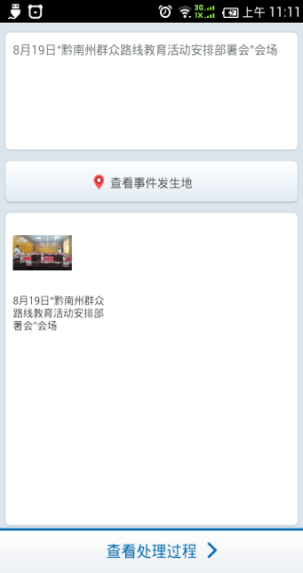 3G
1X
上午 11:11
8月19日“黔南州群众路线教育活动安排部署会”会场
查看事件发生地
8月19日“黔南州群众
路线教育活动安排部
署会”会场
查看处理过程